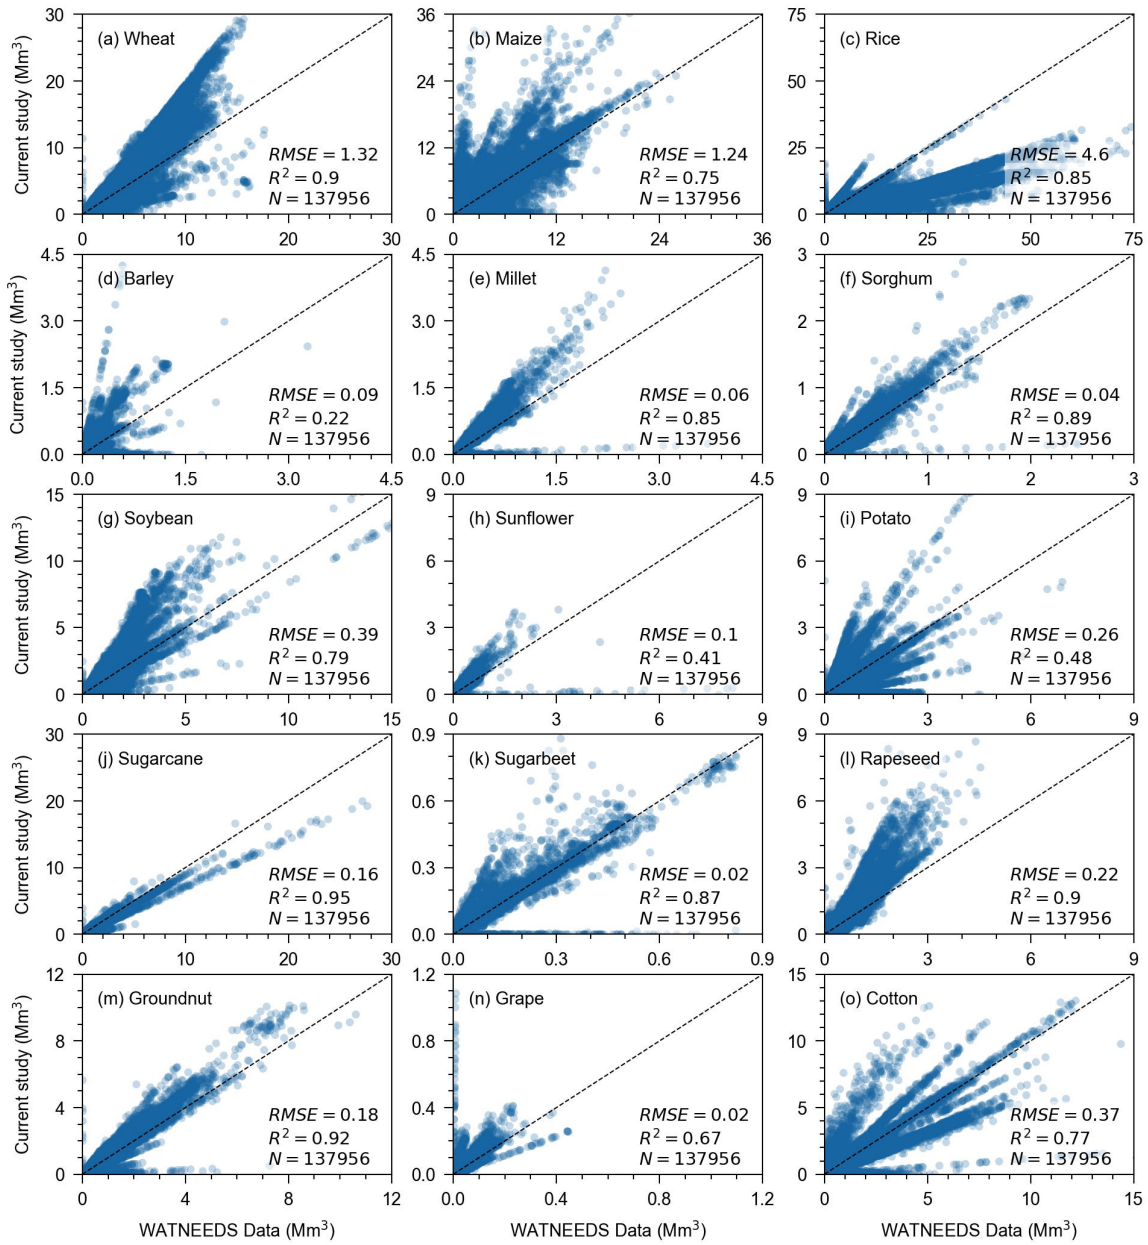 30
20
10
0
Current study (Mm³)
(a) Wheat
RMSE = 1.32
R² = 0.9
N = 137956
0 10 20 30
36
24
12
0
(b) Maize
RMSE = 1.24
R² = 0.75
N = 137956
0 12 24 36
75
50
25
0
(c) Rice
RMSE = 4.6
R² = 0.85
N = 137956
0 25 50 75
4.5
3.0
1.5
0.0
Current study (Mm³)
(d) Barley
RMSE = 0.09
R² = 0.22
N = 137956
0.0 1.5 3.0 4.5
4.5
3.0
1.5
0.0
(e) Millet
RMSE = 0.06
R² = 0.85
N = 137956
0.0 1.5 3.0 4.5
3
2
1
0
(f) Sorghum
RMSE = 0.04
R² = 0.89
N = 137956
0 1 2 3
15
10
5
0
Current study (Mm³)
(g) Soybean
RMSE = 0.39
R² = 0.79
N = 137956
0 5 10 15
9
6
3
0
(h) Sunflower
RMSE = 0.1
R² = 0.41
N = 137956
0 3 6 9
9
6
3
0
(i) Potato
RMSE = 0.26
R² = 0.48
N = 137956
0 3 6 9
30
20
10
0
Current study (Mm³)
(j) Sugarcane
RMSE = 0.16
R² = 0.95
N = 137956
0 10 20 30
0.9
0.6
0.3
0.0
(k) Sugarbeet
RMSE = 0.02
R² = 0.87
N = 137956
0.0 0.3 0.6 0.9
9
6
3
0
(l) Rapeseed
RMSE = 0.22
R² = 0.9
N = 137956
0 3 6 9
12
8
4
0
Current study (Mm³)
(m) Groundnut
RMSE = 0.18
R² = 0.92
N = 137956
0 4 8 12
WATNEEDS Data (Mm³)
1.2
0.8
0.4
0.0
(n) Grape
RMSE = 0.02
R² = 0.67
N = 137956
0.0 0.4 0.8 1.2
WATNEEDS Data (Mm³)
15
10
5
0
(o) Cotton
RMSE = 0.37
R² = 0.77
N = 137956
0 5 10 15
WATNEEDS Data (Mm³)